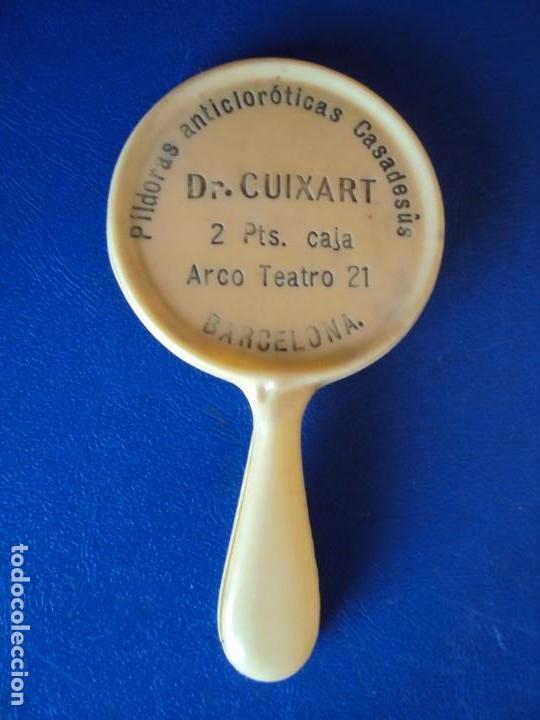 Píldoras anticloróticas Casadesús
Dr. CUIXART
2 Pts. caja
Arco Teatro 21
BARCELONA.
todocoleccion